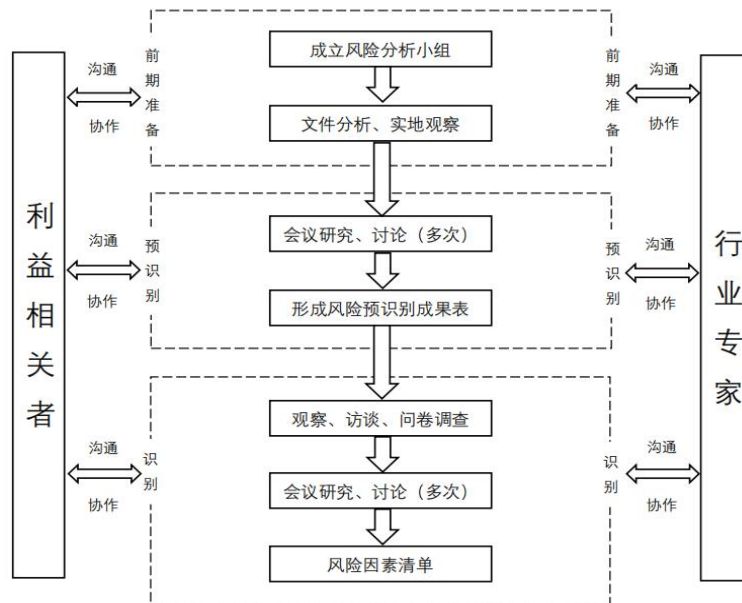 利益相关者
沟通
协作
前期准备
成立风险分析小组
文件分析、实地观察
前期准备
沟通
协作
沟通
协作
预识别
会议研究、讨论（多次）
形成风险预识别成果表
预识别
沟通
协作
沟通
协作
识别
观察、访谈、问卷调查
会议研究、讨论（多次）
风险因素清单
识别
沟通
协作
行业专家